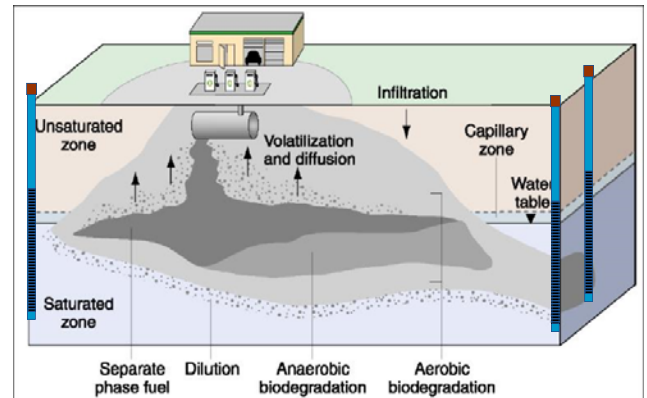 Infiltration
Unsaturated
zone
Capillary
zone
Volatilization
and diffusion
Water
table
Saturated
zone
Separate
phase fuel
Dilution
Anaerobic
biodegradation
Aerobic
biodegradation